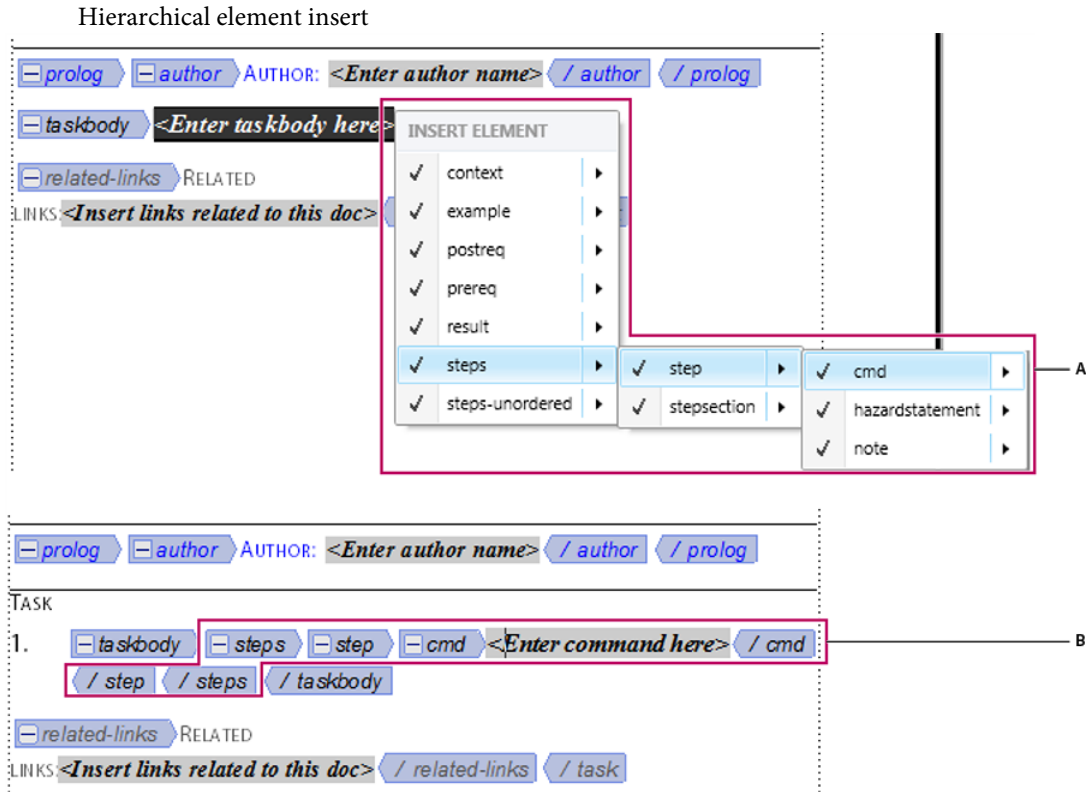 Hierarchical element insert
prolog author AUTHOR: <Enter author name> / author / prolog
taskbody <Enter taskbody here>
related-links RELATED
LINKS:<Insert links related to this doc>
INSERT ELEMENT
context
example
postreq
prereq
result
steps
steps-unordered
step
stepsection
cmd
hazardstatement
note
A
prolog author AUTHOR: <Enter author name> / author / prolog
TASK
1. taskbody steps step cmd <Enter command here> / cmd
B
/ step / steps / taskbody
related-links RELATED
LINKS:<Insert links related to this doc> / related-links / task